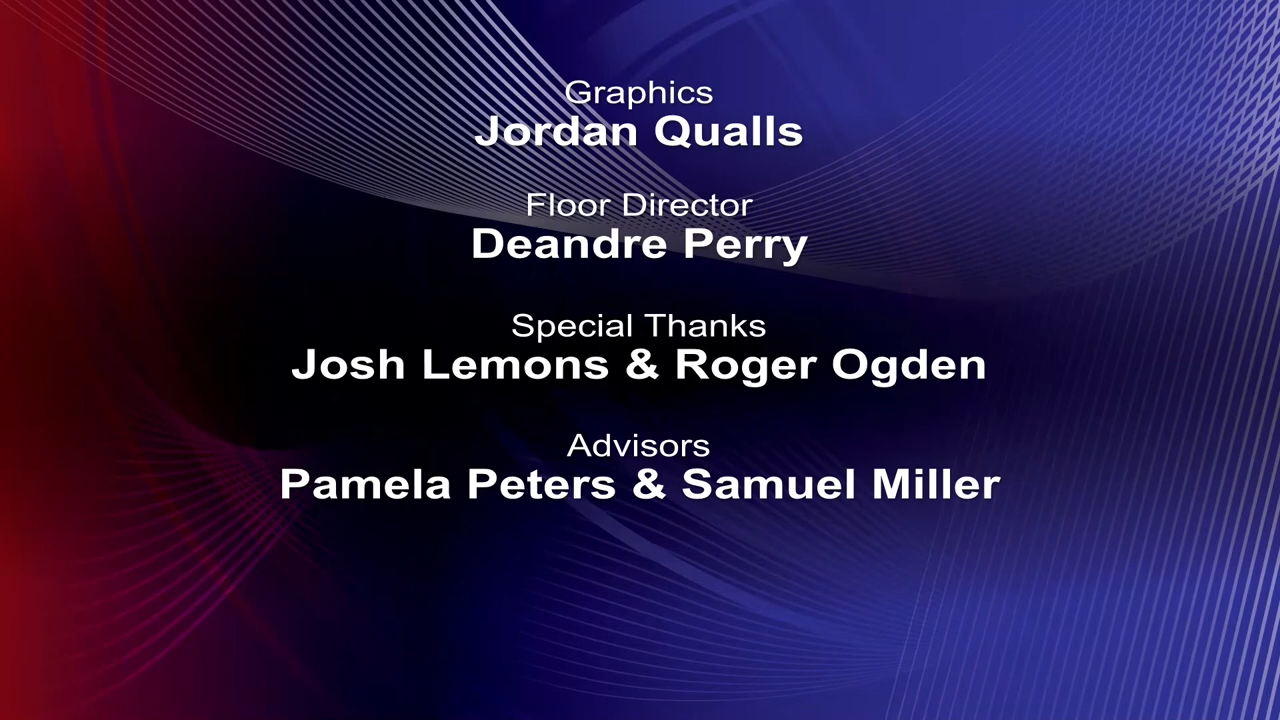 Graphics
Jordan Qualls
Floor Director
Deandre Perry
Special Thanks
Josh Lemons & Roger Ogden
Advisors
Pamela Peters & Samuel Miller